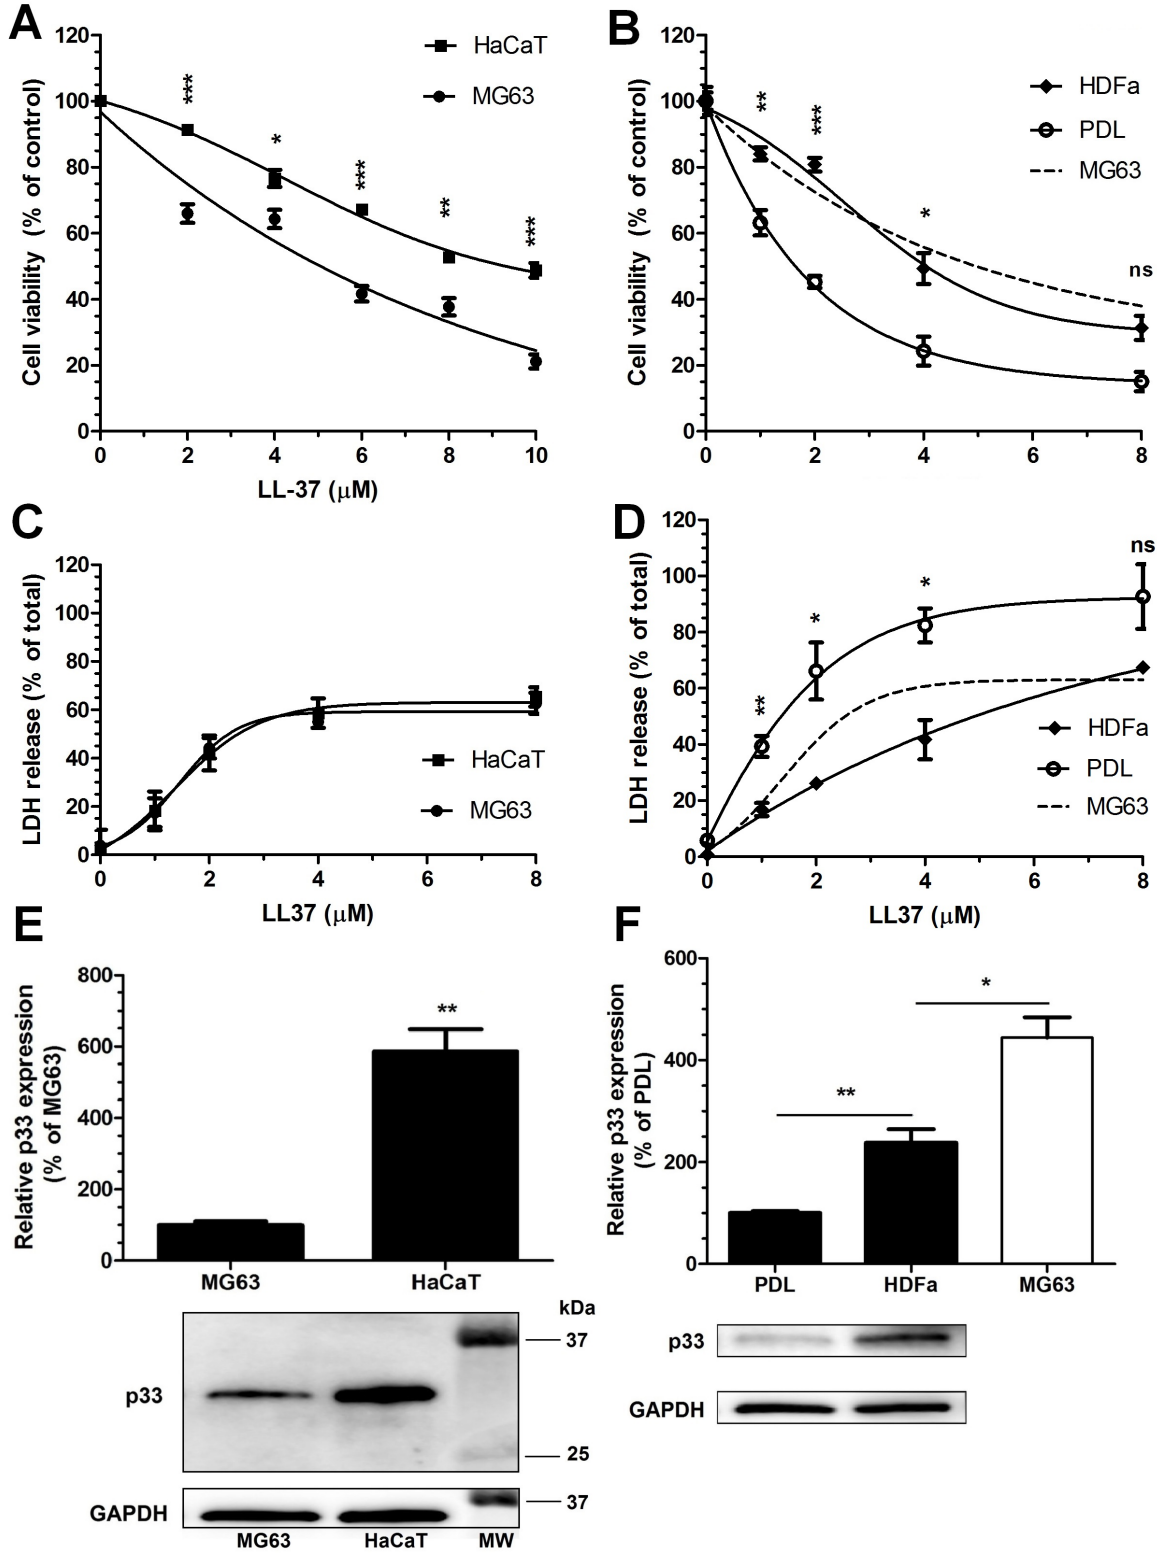 A
Cell viability (% of control)
120
100
80
60
40
20
0
0 2 4 6 8 10
LL-37 (μM)
HaCaT
MG63
***
*
***
**
***
B
Cell viability (% of control)
120
100
80
60
40
20
0
0 2 4 6 8
HDFa
PDL
MG63
**
***
*
ns
C
LDH release (% of total)
120
100
80
60
40
20
0
0 2 4 6 8
LL37 (μM)
HaCaT
MG63
D
LDH release (% of total)
120
100
80
60
40
20
0
0 2 4 6 8
LL37 (μM)
HDFa
PDL
MG63
**
*
*
ns
E
Relative p33 expression
(% of MG63)
800
600
400
200
0
**
MG63 HaCaT
kDa
37
p33
25
GAPDH
37
MG63 HaCaT MW
F
Relative p33 expression
(% of PDL)
600
400
200
0
**
*
PDL HDFa MG63
p33
GAPDH